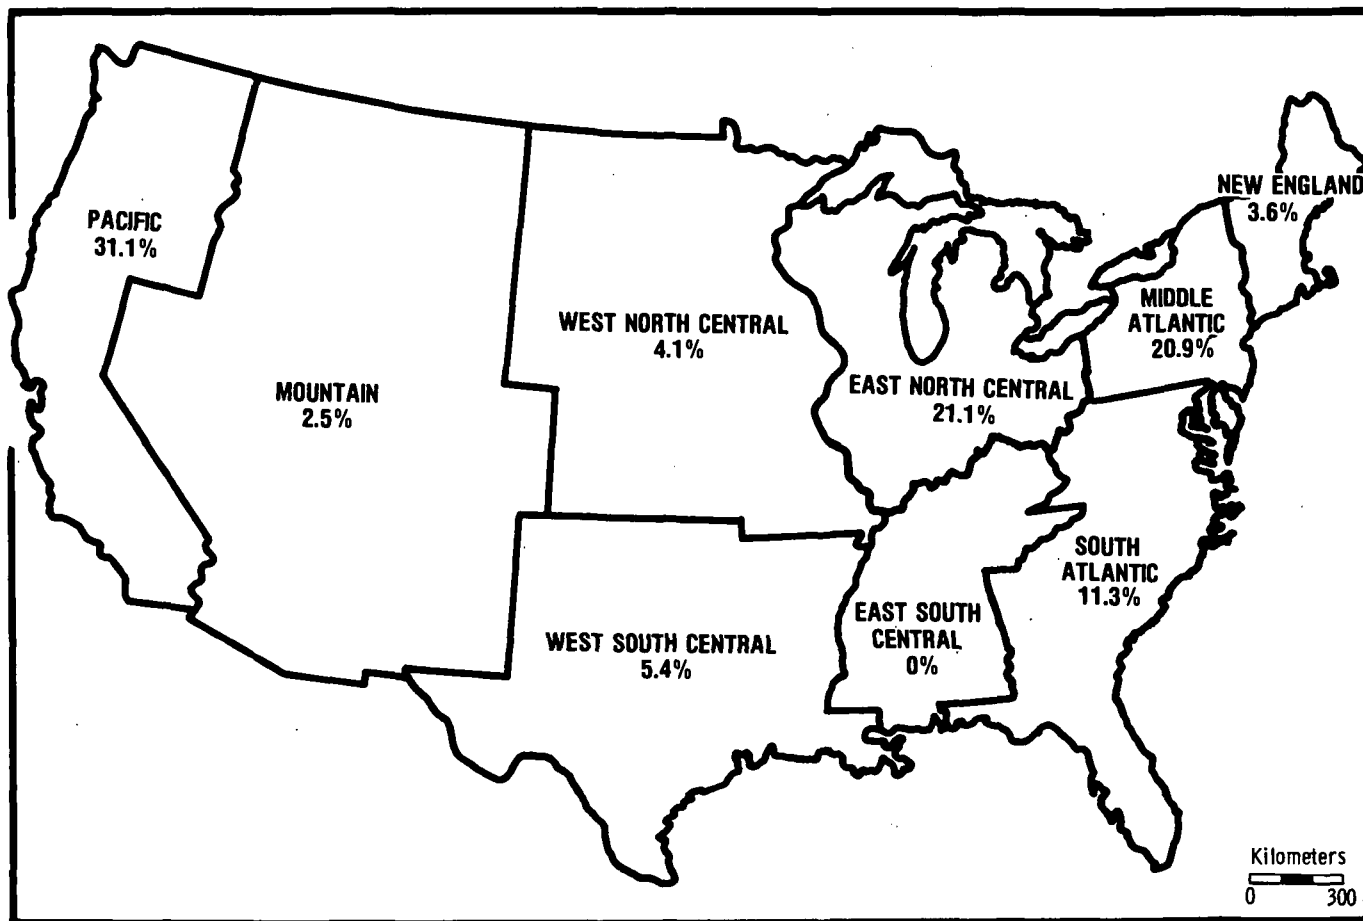 PACIFIC
31.1%
MOUNTAIN
2.5%
WEST NORTH CENTRAL
4.1%
WEST SOUTH CENTRAL
5.4%
EAST NORTH CENTRAL
21.1%
EAST SOUTH
CENTRAL
0%
SOUTH
ATLANTIC
11.3%
MIDDLE
ATLANTIC
20.9%
NEW ENGLAND
3.6%
Kilometers
0 300